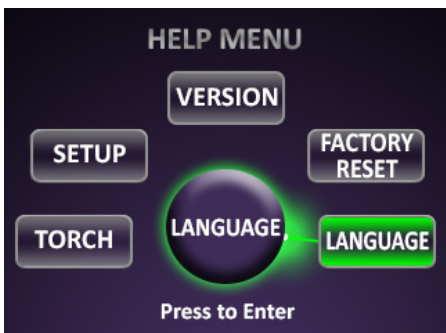 HELP MENU
VERSION
SETUP
FACTORY
RESET
TORCH
LANGUAGE
LANGUAGE
Press to Enter